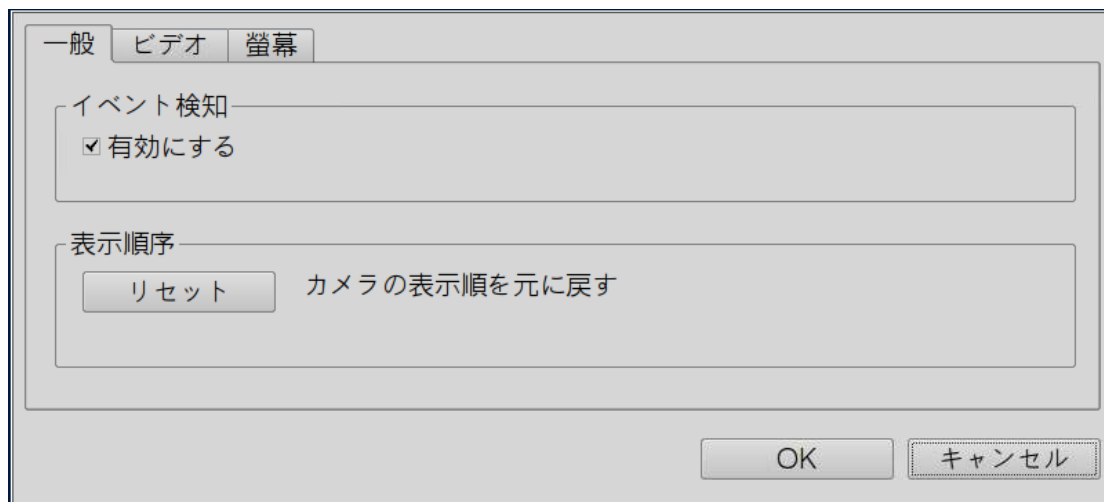 一般 ビデオ 螢幕
イベント検知
有効にする
表示順序
リセット カメラの表示順を元に戻す
OK キャンセル